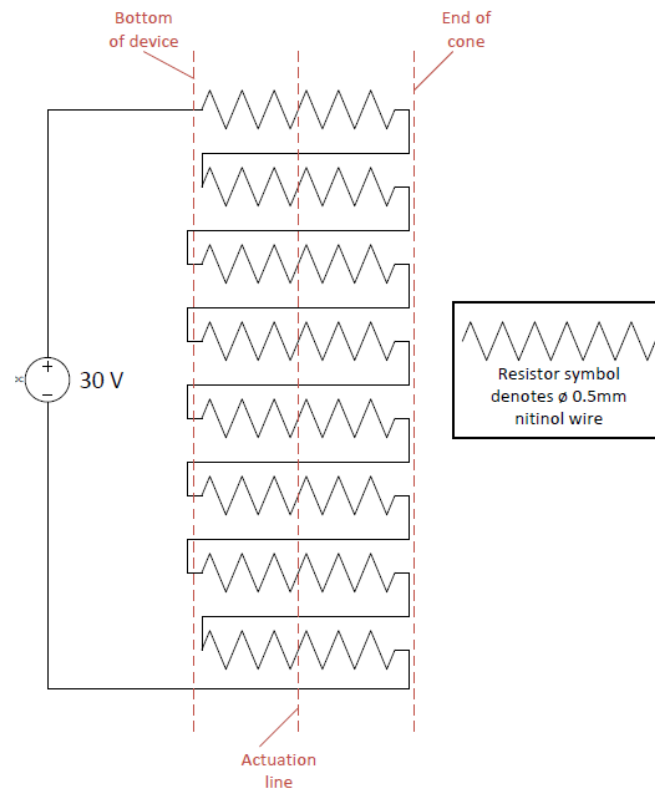 Bottom
of device
End of
cone
+
30 V
−
Resistor symbol
denotes ø 0.5mm
nitinol wire
Actuation
line